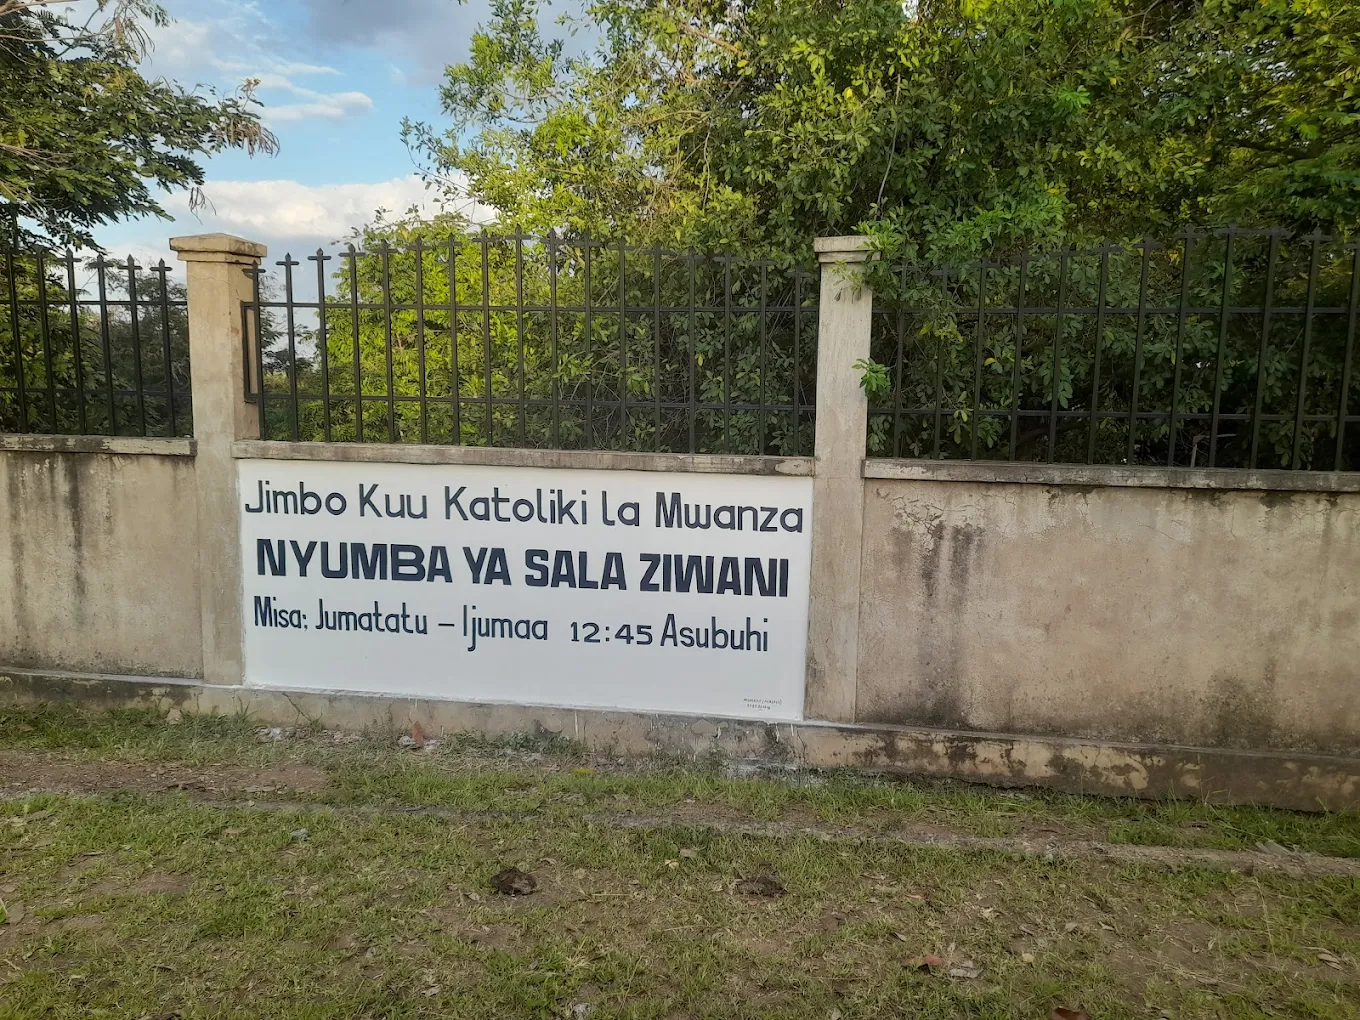 Jimbo Kuu Katoliki La Mwanza
NYUMBA YA SALA ZIWANI
Misa: Jumatatu – Ijumaa 12:45 Asubuhi